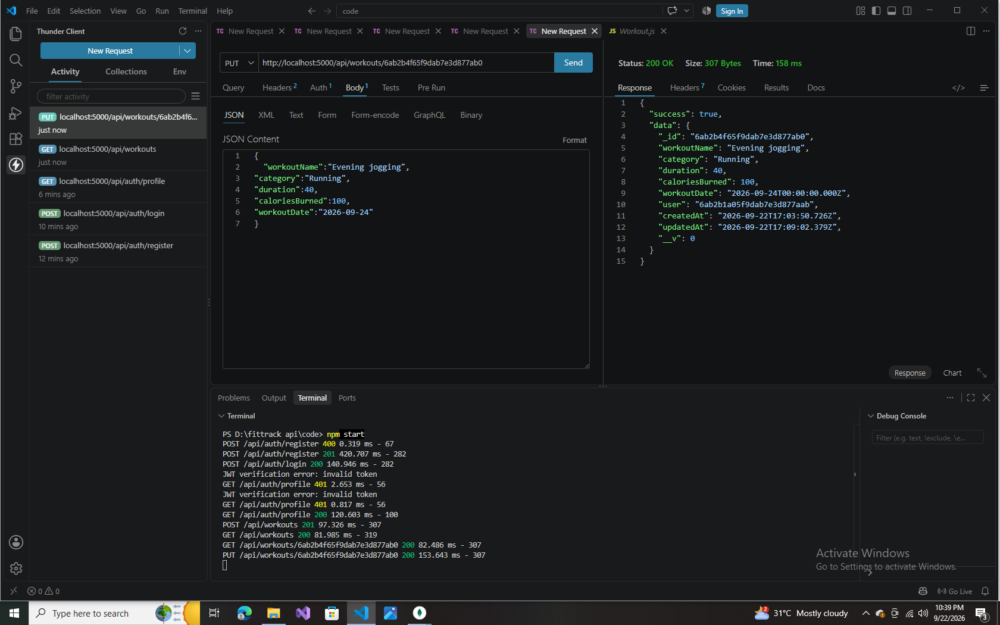 File Edit Selection View Go Run Terminal Help
code
Sign In
Thunder Client
New Request
Activity Collections Env
filter activity
PUT localhost:5000/api/workouts/6ab2b4f6...
just now
GET localhost:5000/api/workouts
just now
GET localhost:5000/api/auth/profile
6 mins ago
POST localhost:5000/api/auth/login
10 mins ago
POST localhost:5000/api/auth/register
12 mins ago
TC New Request TC New Request TC New Request TC New Request TC New Request JS Workout.js
PUT http://localhost:5000/api/workouts/6ab2b4f65f9dab7e3d877ab0 Send
Query Headers 2 Auth 1 Body 1 Tests Pre Run
JSON XML Text Form Form-encode GraphQL Binary
JSON Content Format
1 {
2 "workoutName":"Evening jogging",
3 "category":"Running",
4 "duration":40,
5 "caloriesBurned":100,
6 "workoutDate":"2026-09-24"
7 }
Status: 200 OK Size: 307 Bytes Time: 158 ms
Response Headers 7 Cookies Results Docs
1 {
2 "success": true,
3 "data": {
4 "_id": "6ab2b4f65f9dab7e3d877ab0",
5 "workoutName": "Evening jogging",
6 "category": "Running",
7 "duration": 40,
8 "caloriesBurned": 100,
9 "workoutDate": "2026-09-24T00:00:00.000Z",
10 "user": "6ab2b1a05f9dab7e3d877aab",
11 "createdAt": "2026-09-22T17:03:50.726Z",
12 "updatedAt": "2026-09-22T17:09:02.379Z",
13 "__v": 0
14 }
15 }
Response Chart
Problems Output Terminal Ports
Terminal
PS D:\fittrack api\code> npm start
POST /api/auth/register 400 0.319 ms - 67
POST /api/auth/register 201 420.707 ms - 282
POST /api/auth/login 200 140.946 ms - 282
JWT verification error: invalid token
GET /api/auth/profile 401 2.653 ms - 56
JWT verification error: invalid token
GET /api/auth/profile 401 0.817 ms - 56
GET /api/auth/profile 200 120.603 ms - 100
POST /api/workouts 201 97.326 ms - 307
GET /api/workouts 200 81.985 ms - 319
GET /api/workouts/6ab2b4f65f9dab7e3d877ab0 200 82.486 ms - 307
PUT /api/workouts/6ab2b4f65f9dab7e3d877ab0 200 153.643 ms - 307
Debug Console
Filter (e.g. text, !exclude, \e...
Activate Windows
Go to Settings to activate Windows.
0 0
Go Live
Type here to search
2
31°C Mostly cloudy
10:39 PM
9/22/2026
3